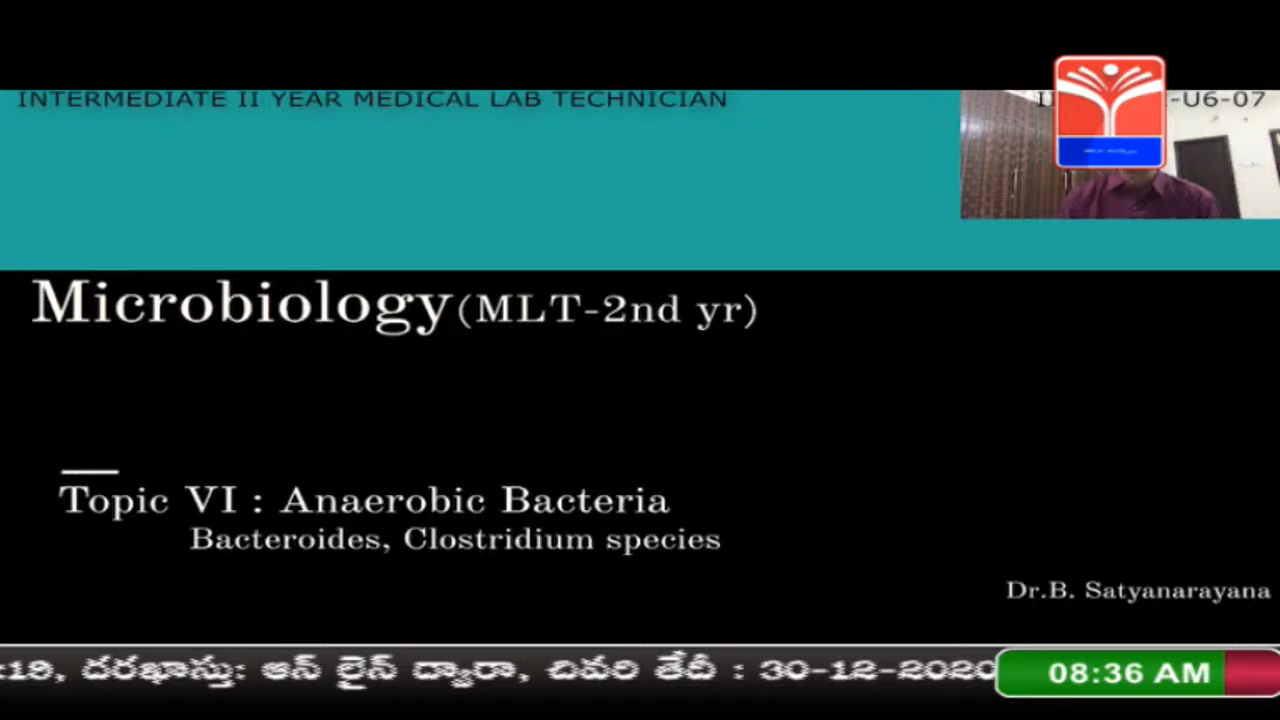 INTERMEDIATE II YEAR MEDICAL LAB TECHNICIAN
-U6-07
Microbiology(MLT-2nd yr)
Topic VI : Anaerobic Bacteria
Bacteroides, Clostridium species
Dr.B. Satyanarayana
:18, దరఖాస్తు: ఆన్ లైన్ ద్వారా, చివరి తేదీ : 30-12-2020
08:36 AM